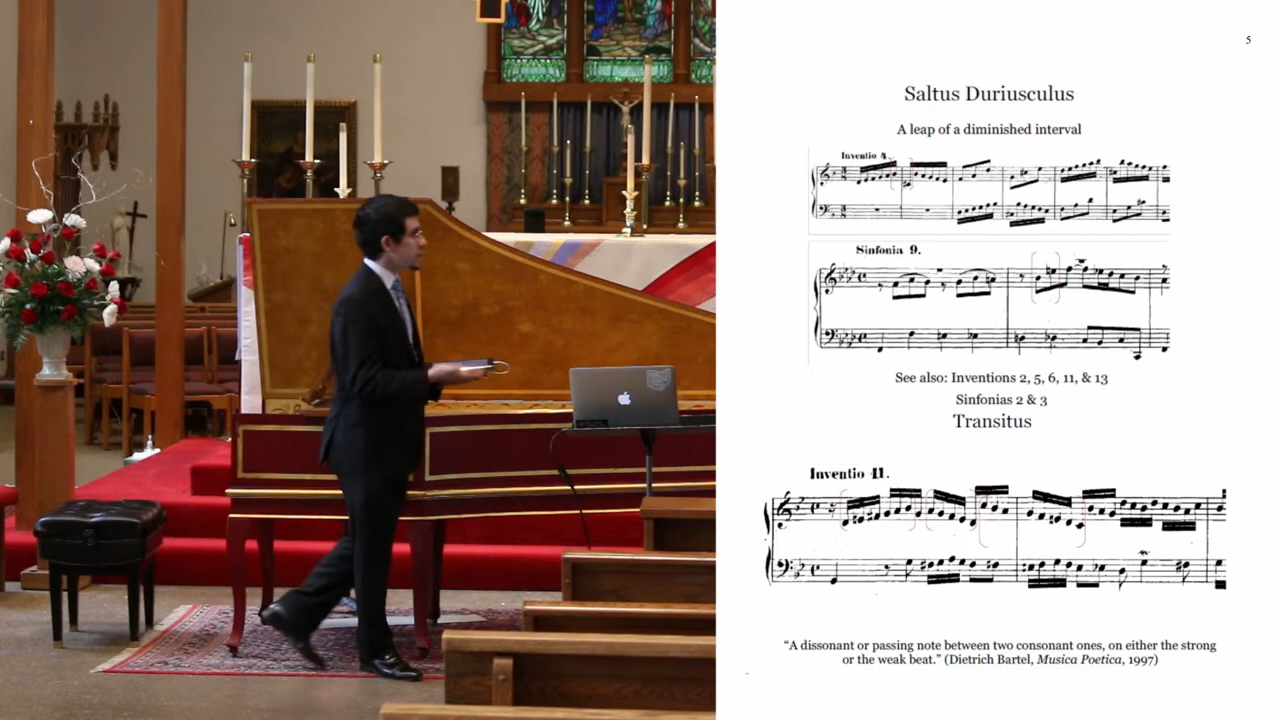 5
Saltus Duriusculus
A leap of a diminished interval
Inventio 4.
Sinfonia 9.
See also: Inventions 2, 5, 6, 11, & 13
Sinfonias 2 & 3
Transitus
Inventio 11.
“A dissonant or passing note between two consonant ones, on either the strong
or the weak beat.” (Dietrich Bartel, Musica Poetica, 1997)